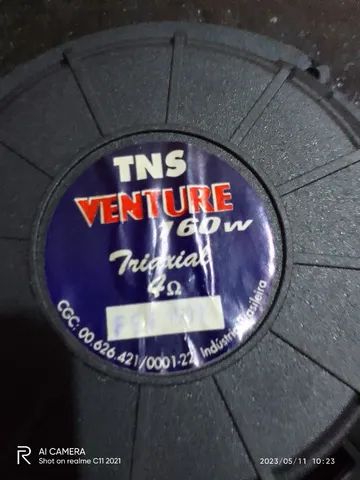 TNS
VENTURE
160W
Triaxial
4Ω
CGC: 00.626.421/0001-22 Indústria Brasileira
AI CAMERA
Shot on realme C11 2021
2023/05/11 10:23